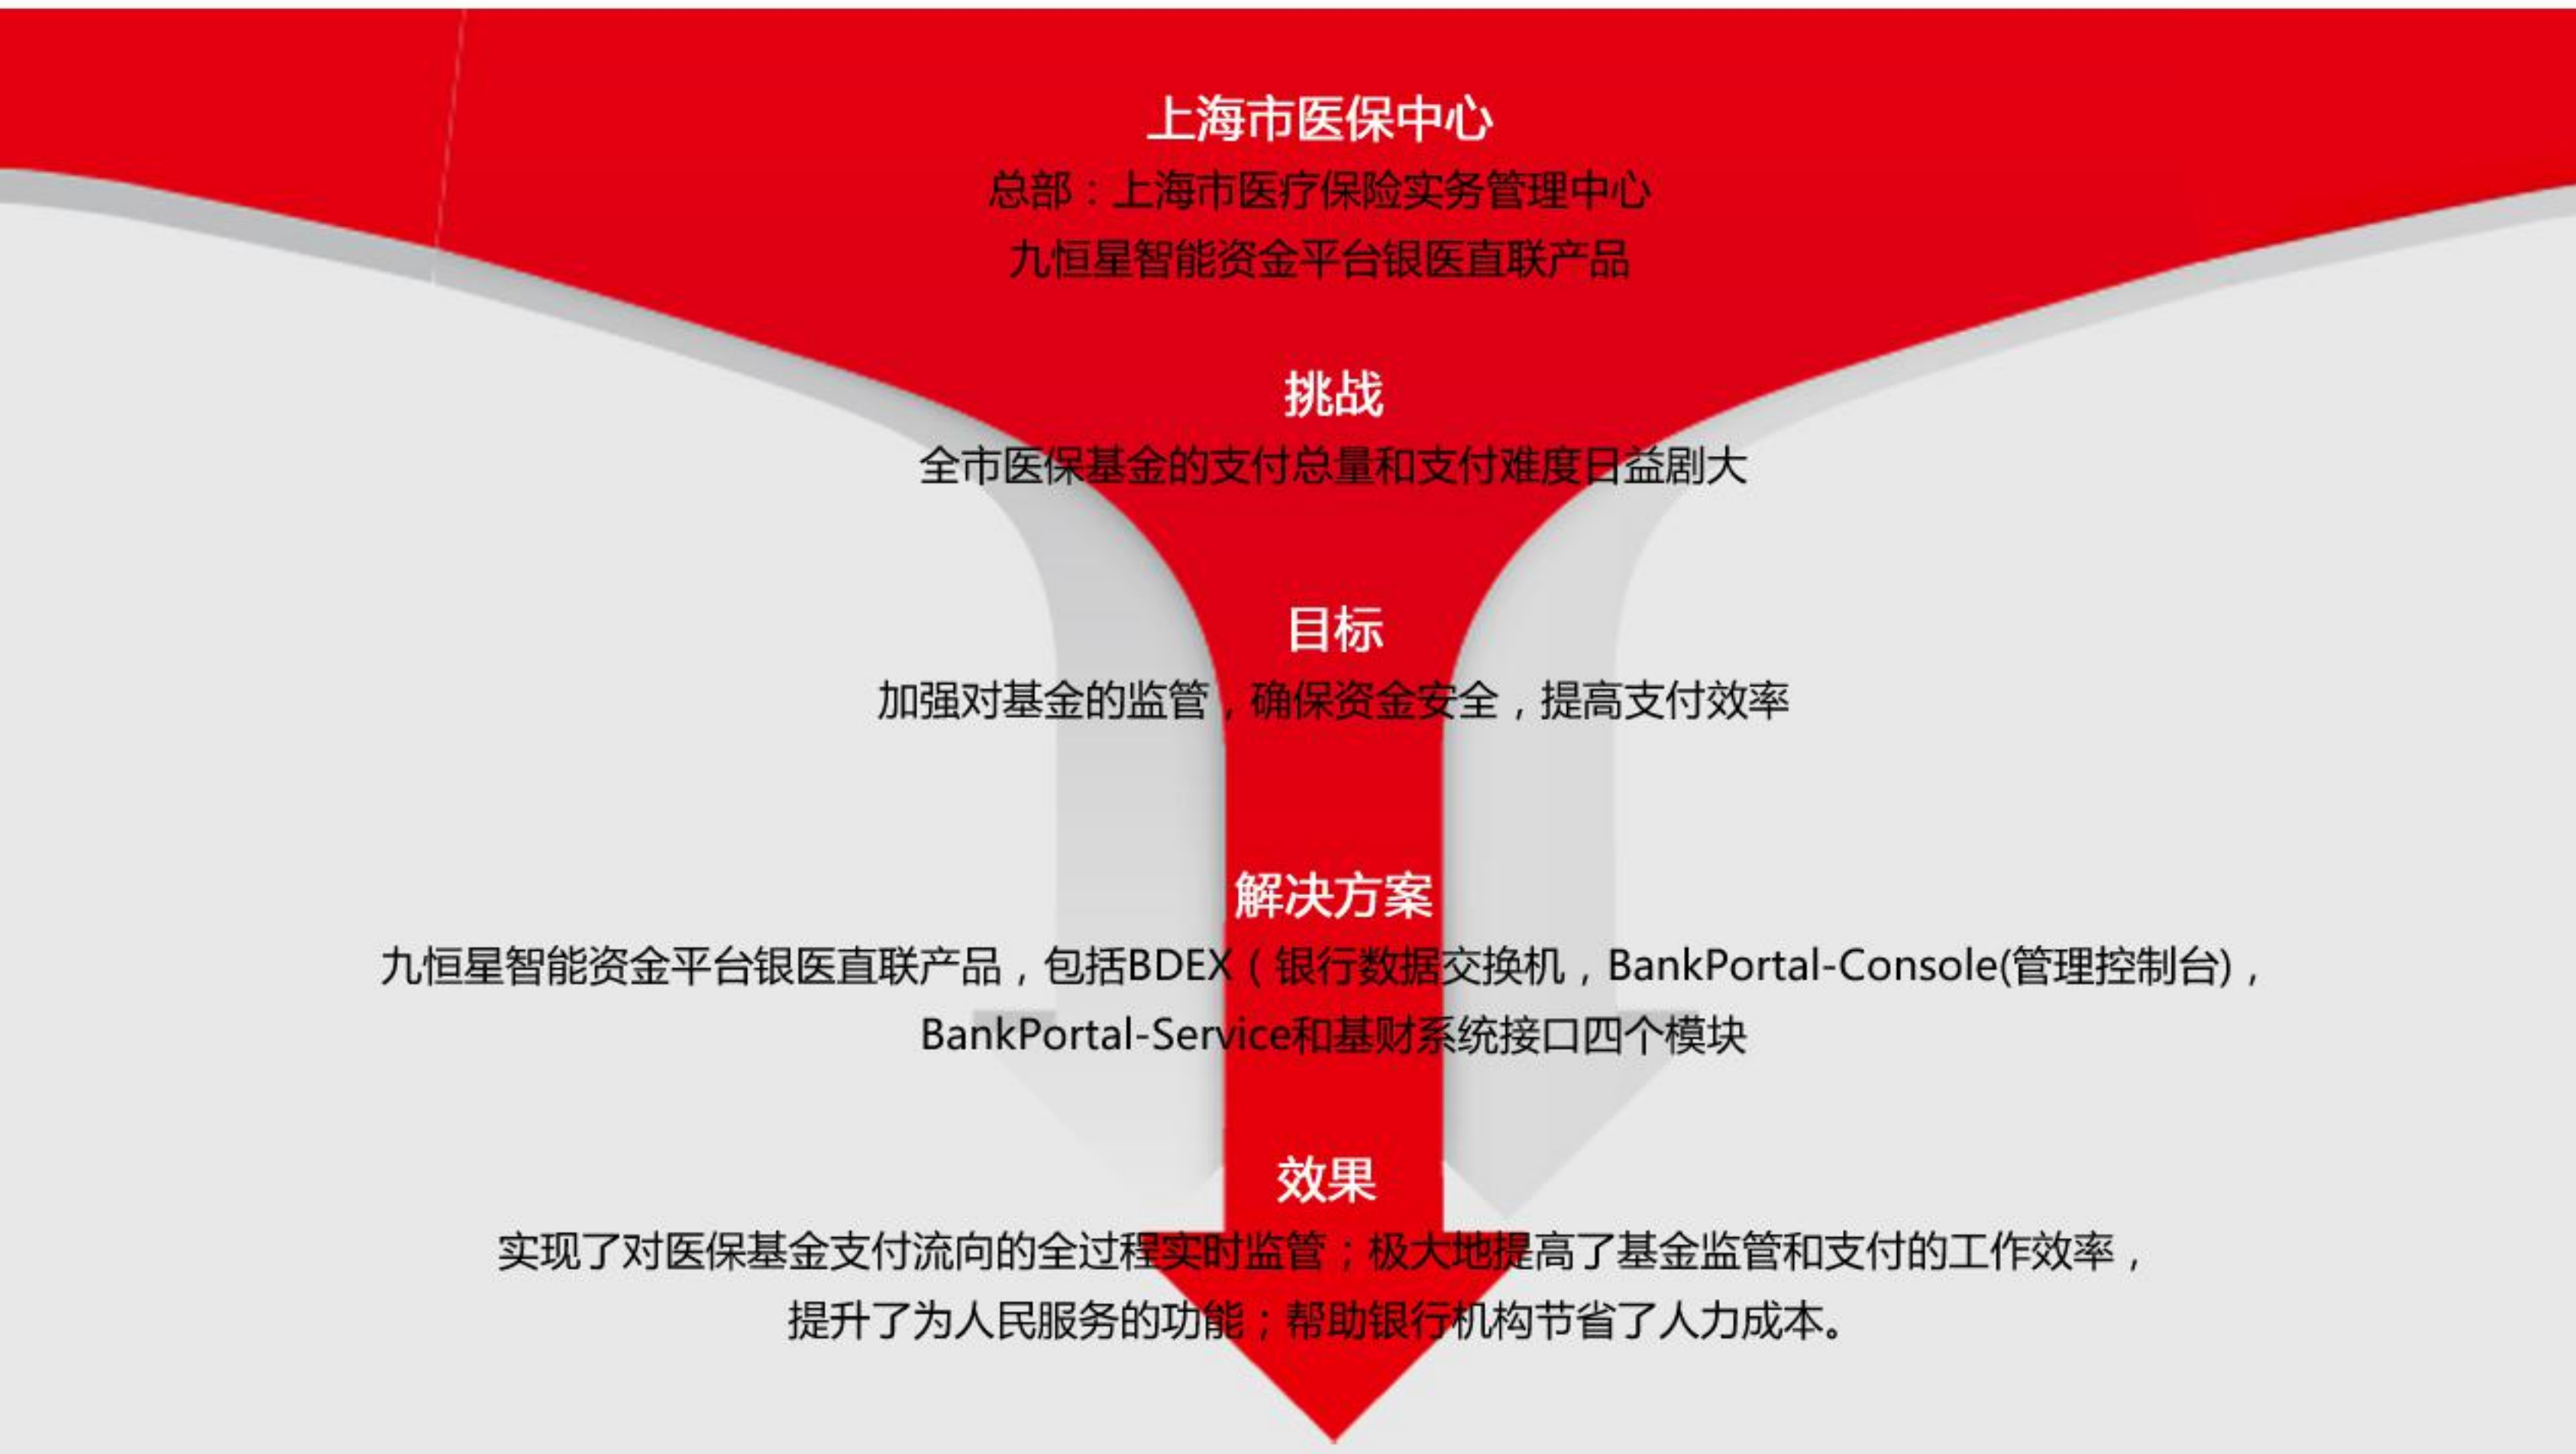 上海市医保中心
总部：上海市医疗保险实务管理中心
九恒星智能资金平台银医直联产品
挑战
全市医保基金的支付总量和支付难度日益剧大
目标
加强对基金的监管，确保资金安全，提高支付效率
解决方案
九恒星智能资金平台银医直联产品，包括BDEX（银行数据交换机，BankPortal-Console(管理控制台)，
BankPortal-Service和基财系统接口四个模块
效果
实现了对医保基金支付流向的全过程实时监管；极大地提高了基金监管和支付的工作效率，
提升了为人民服务的功能；帮助银行机构节省了人力成本。